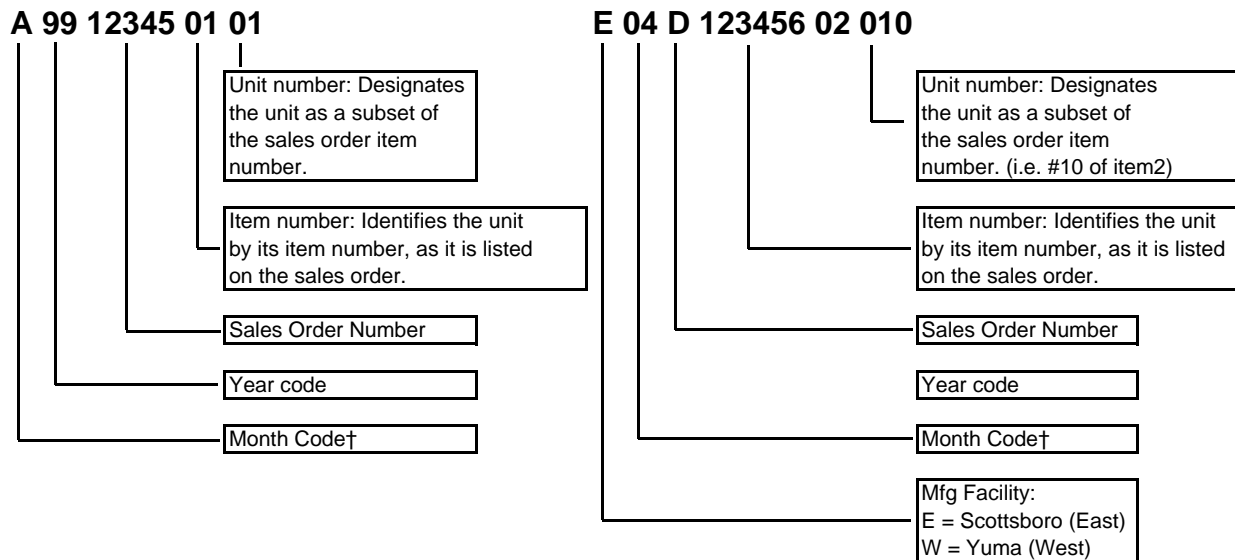 A 99 12345 01 01
Unit number: Designates
the unit as a subset of
the sales order item
number.
Item number: Identifies the unit
by its item number, as it is listed
on the sales order.
Sales Order Number
Year code
Month Code†
E 04 D 123456 02 010
Unit number: Designates
the unit as a subset of
the sales order item
number. (i.e. #10 of item2)
Item number: Identifies the unit
by its item number, as it is listed
on the sales order.
Sales Order Number
Year code
Month Code†
Mfg Facility:
E = Scottsboro (East)
W = Yuma (West)